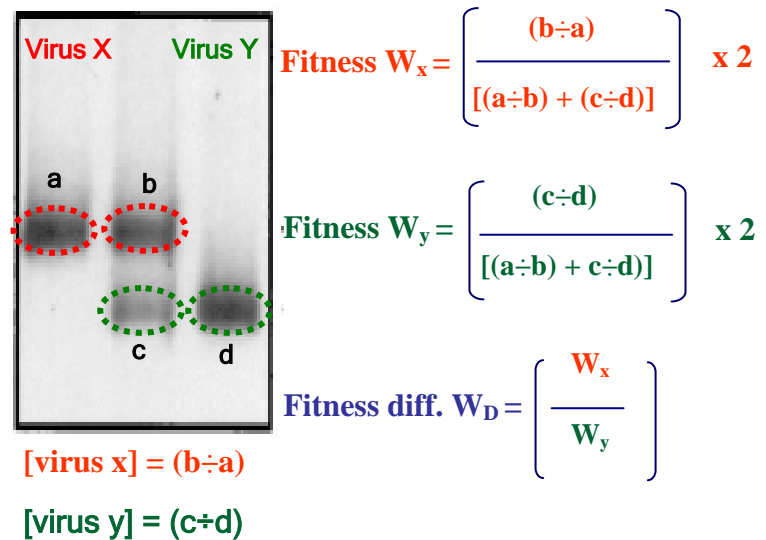 Virus X Virus Y
a b
c d
[virus x] = (b÷a)
[virus y] = (c÷d)
Fitness Wx = (b÷a) x 2
[(a÷b) + (c÷d)]
Fitness Wy = (c÷d) x 2
[(a÷b) + c÷d)]
Fitness diff. WD = Wx
Wy